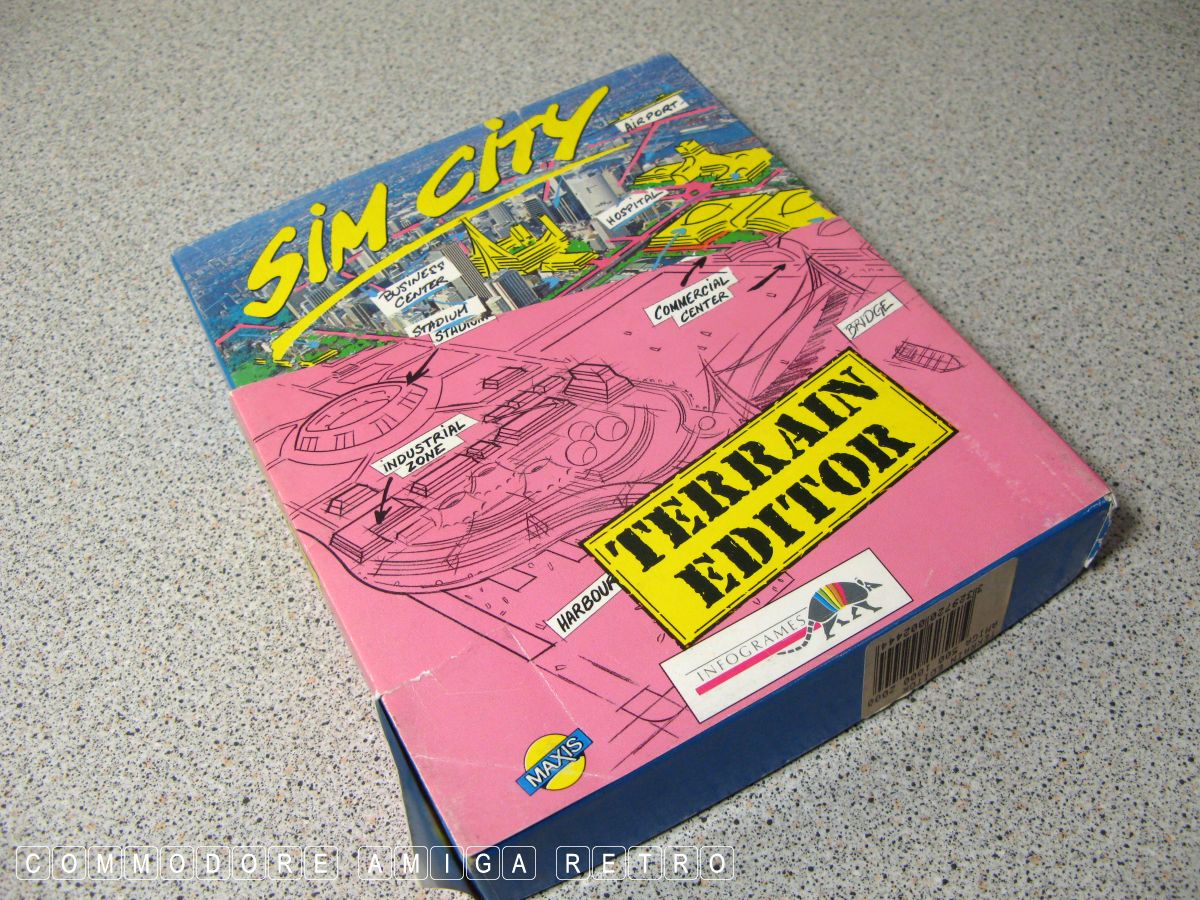 SiM CiTY
AiRPORT
HOSPITAL
BUSINESS
CENTER
STADIUM
STADIUM
COMMERCIAL
CENTER
BRIDGE
iNDUSTRIAL
ZONE
TERRAIN
EDITOR
HARBOUR
INFOGRAMES
MAXIS
COMMODORE AMIGA RETRO